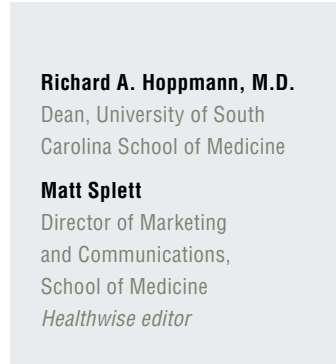 Richard A. Hoppmann, M.D.
Dean, University of South
Carolina School of Medicine
Matt Splett
Director of Marketing
and Communications,
School of Medicine
Healthwise editor